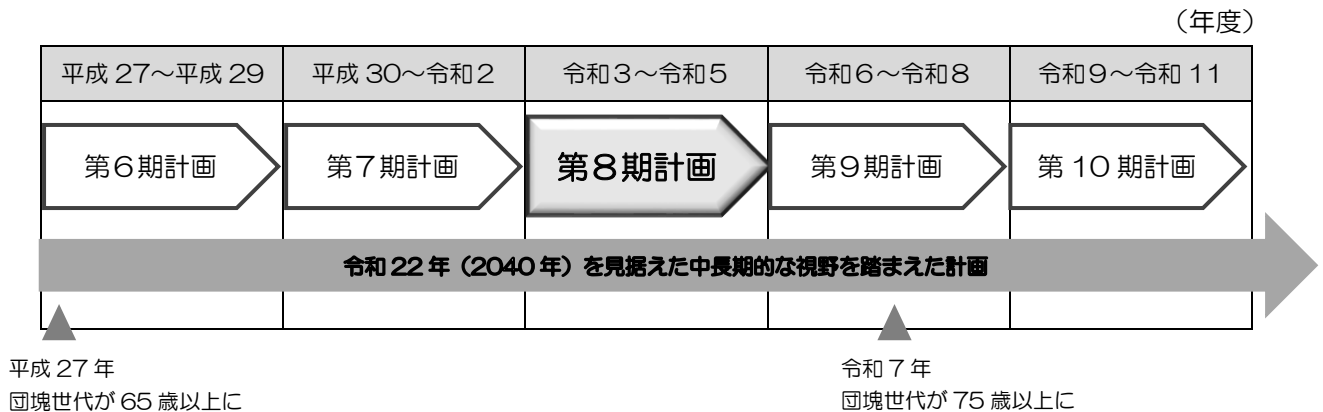 （年度）
平成 27～平成 29
平成 30～令和２
令和３～令和５
令和６～令和８
令和９～令和 11
第６期計画
第７期計画
第８期計画
第９期計画
第 10 期計画
令和 22 年（2040 年）を見据えた中長期的な視野を踏まえた計画
平成 27 年
団塊世代が 65 歳以上に
令和７年
団塊世代が 75 歳以上に